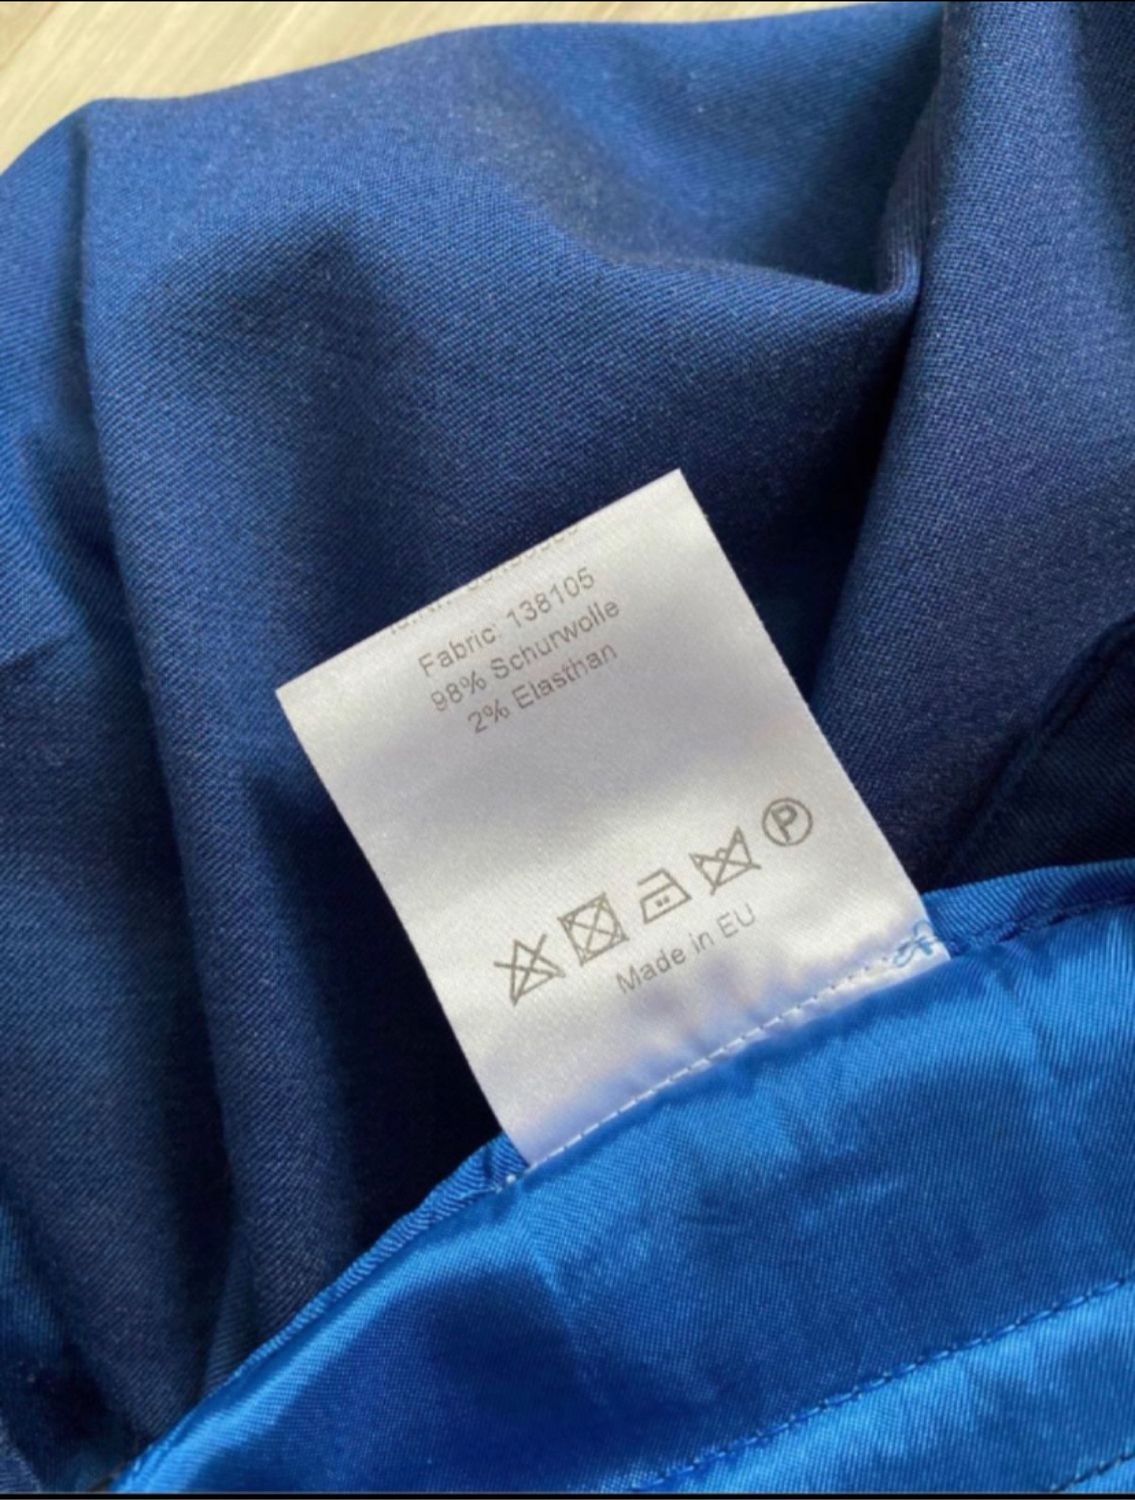 Fabric: 138105
98% Schurwolle
2% Elasthan
P
Made in EU